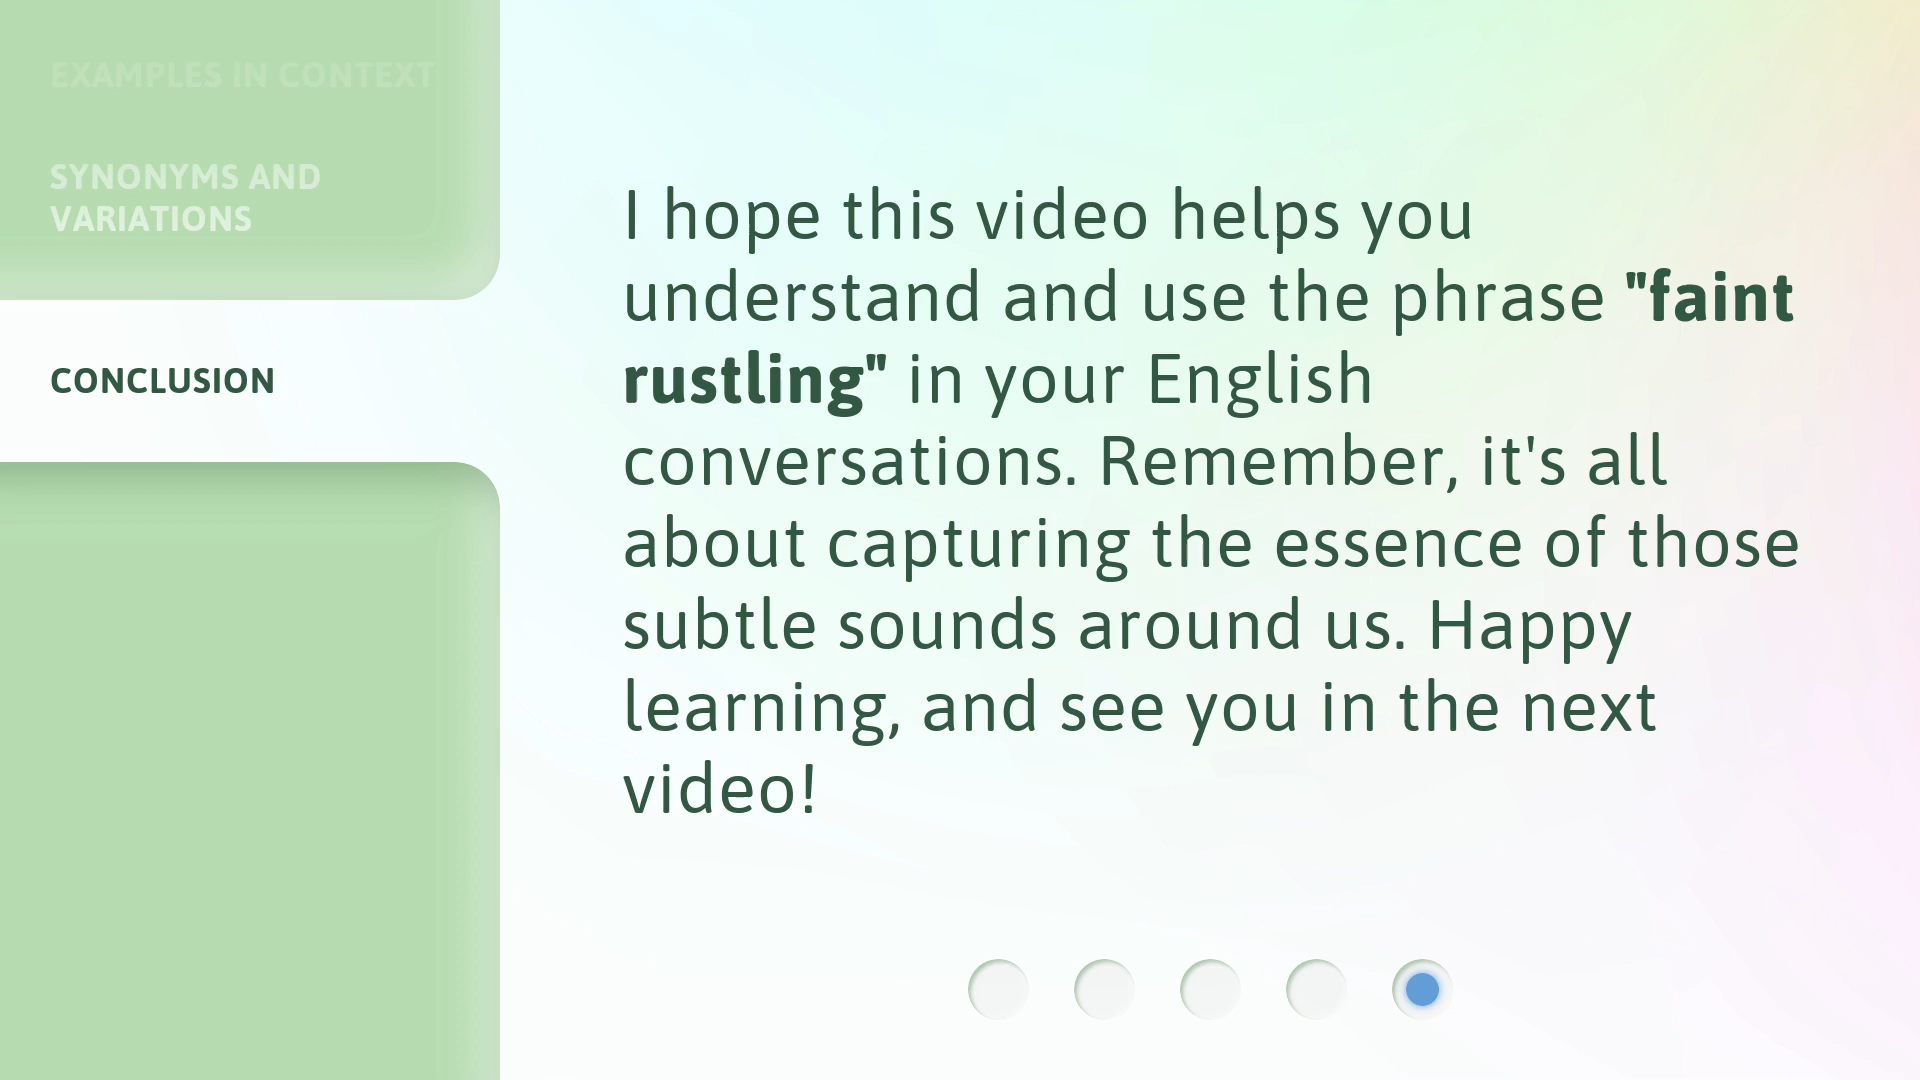 EXAMPLES IN CONTEXT
SYNONYMS AND
VARIATIONS
CONCLUSION
I hope this video helps you
understand and use the phrase "faint
rustling" in your English
conversations. Remember, it's all
about capturing the essence of those
subtle sounds around us. Happy
learning, and see you in the next
video!